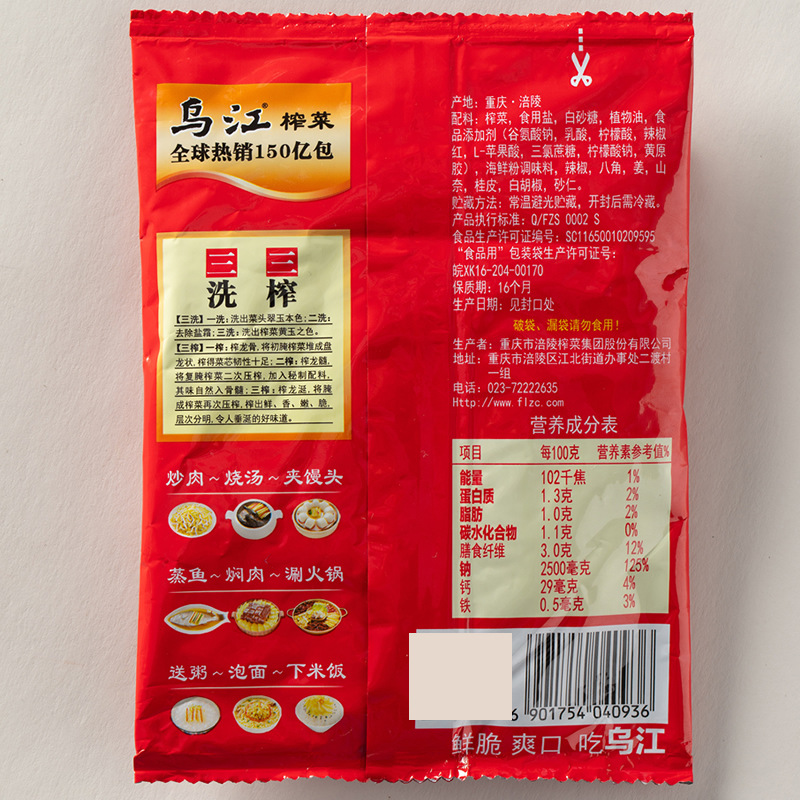 乌江® 榨菜
全球热销150亿包
三 三
洗 榨
【三洗】一洗:洗出菜头翠玉本色;二洗:
去除盐霜;三洗:洗出榨菜黄玉之色。
【三榨】一榨:榨龙骨,将初腌榨菜堆成盘
龙状,榨得菜芯韧性十足;二榨:榨龙髓,
将复腌榨菜二次压榨,加入秘制配料,
其味自然入骨髓;三榨:榨龙涎,将腌
成榨菜再次压榨,榨出鲜、香、嫩、脆,
层次分明,令人垂涎的好味道。
炒肉~烧汤~夹馒头
蒸鱼~焖肉~涮火锅
送粥~泡面~下米饭
产地:重庆·涪陵
配料:榨菜,食用盐,白砂糖,植物油,食
品添加剂(谷氨酸钠,乳酸,柠檬酸,辣椒
红,L-苹果酸,三氯蔗糖,柠檬酸钠,黄原
胶),海鲜粉调味料,辣椒,八角,姜,山
奈,桂皮,白胡椒,砂仁。
贮藏方法:常温避光贮藏,开封后需冷藏。
产品执行标准:Q/FZS 0002 S
食品生产许可证编号:SC11650010209595
“食品用”包装袋生产许可证号:
皖XK16-204-00170
保质期:16个月
生产日期:见封口处
破袋、漏袋请勿食用!
生产者:重庆市涪陵榨菜集团股份有限公司
地址:重庆市涪陵区江北街道办事处二渡村
一组
电话:023-72222635
Http://www.flzc.com
营养成分表
项目 每100克 营养素参考值%
能量 102千焦 1%
蛋白质 1.3克 2%
脂肪 1.0克 2%
碳水化合物 1.1克 0%
膳食纤维 3.0克 12%
钠 2500毫克 125%
钙 29毫克 4%
铁 0.5毫克 3%
6 901754 040936
鲜脆 爽口 吃乌江